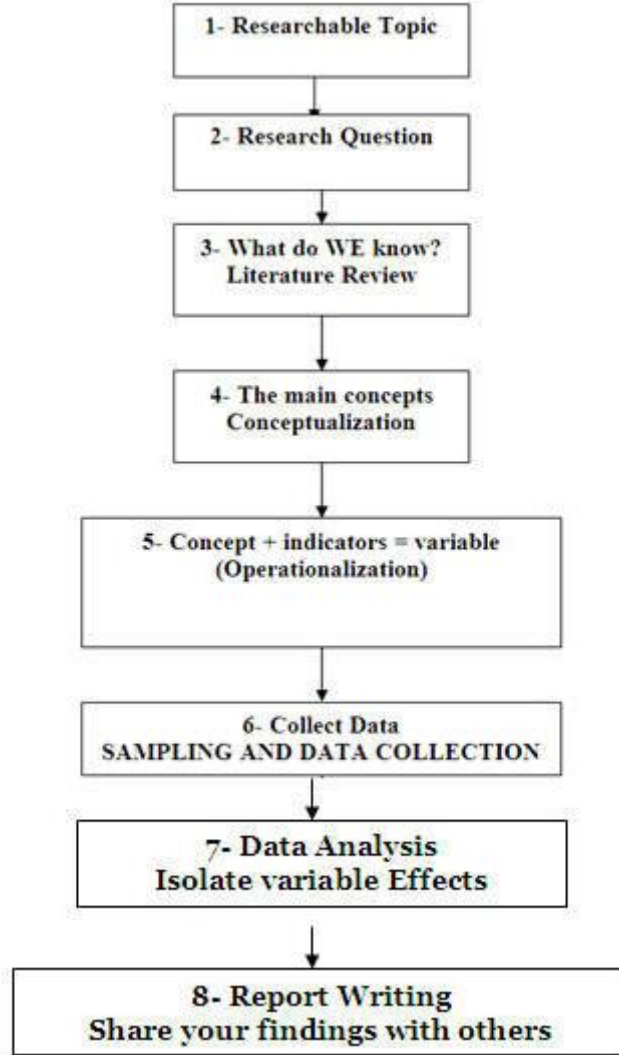 1- Researchable Topic
2- Research Question
3- What do WE know?
Literature Review
4- The main concepts
Conceptualization
5- Concept + indicators = variable
(Operationalization)
6- Collect Data
SAMPLING AND DATA COLLECTION
7- Data Analysis
Isolate variable Effects
8- Report Writing
Share your findings with others